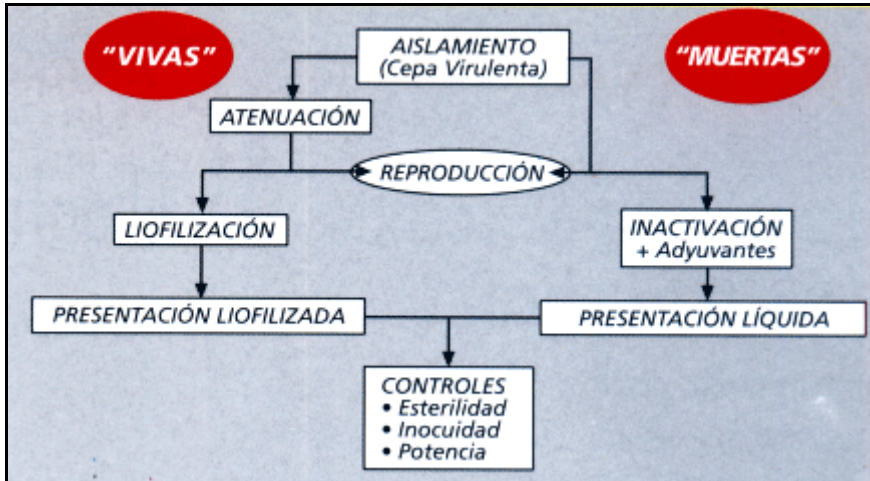 “VIVAS”
AISLAMIENTO
(Cepa Virulenta)
“MUERTAS”
ATENUACIÓN
REPRODUCCIÓN
LIOFILIZACIÓN
INACTIVACIÓN
+ Adyuvantes
PRESENTACIÓN LIOFILIZADA
PRESENTACIÓN LÍQUIDA
CONTROLES
• Esterilidad
• Inocuidad
• Potencia